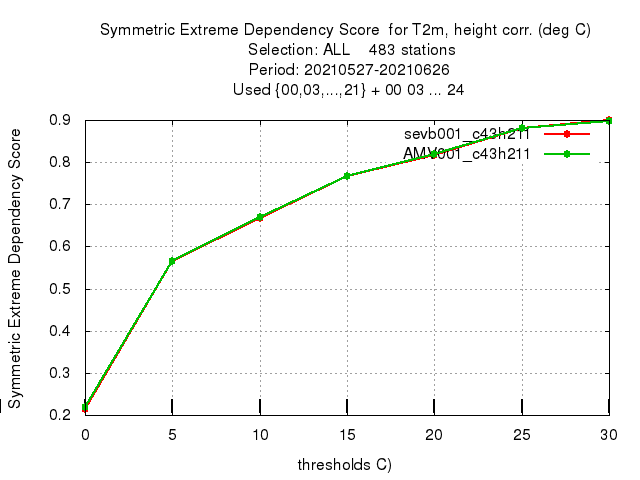 Symmetric Extreme Dependency Score for T2m, height corr. (deg C)
Selection: ALL 483 stations
Period: 20210527-20210626
Used {00,03,...,21} + 00 03 ... 24
Symmetric Extreme Dependency Score
0.9
0.8
0.7
0.6
0.5
0.4
0.3
0.2
sevb001_c43h211
AMV001_c43h211
0 5 10 15 20 25 30
thresholds C)